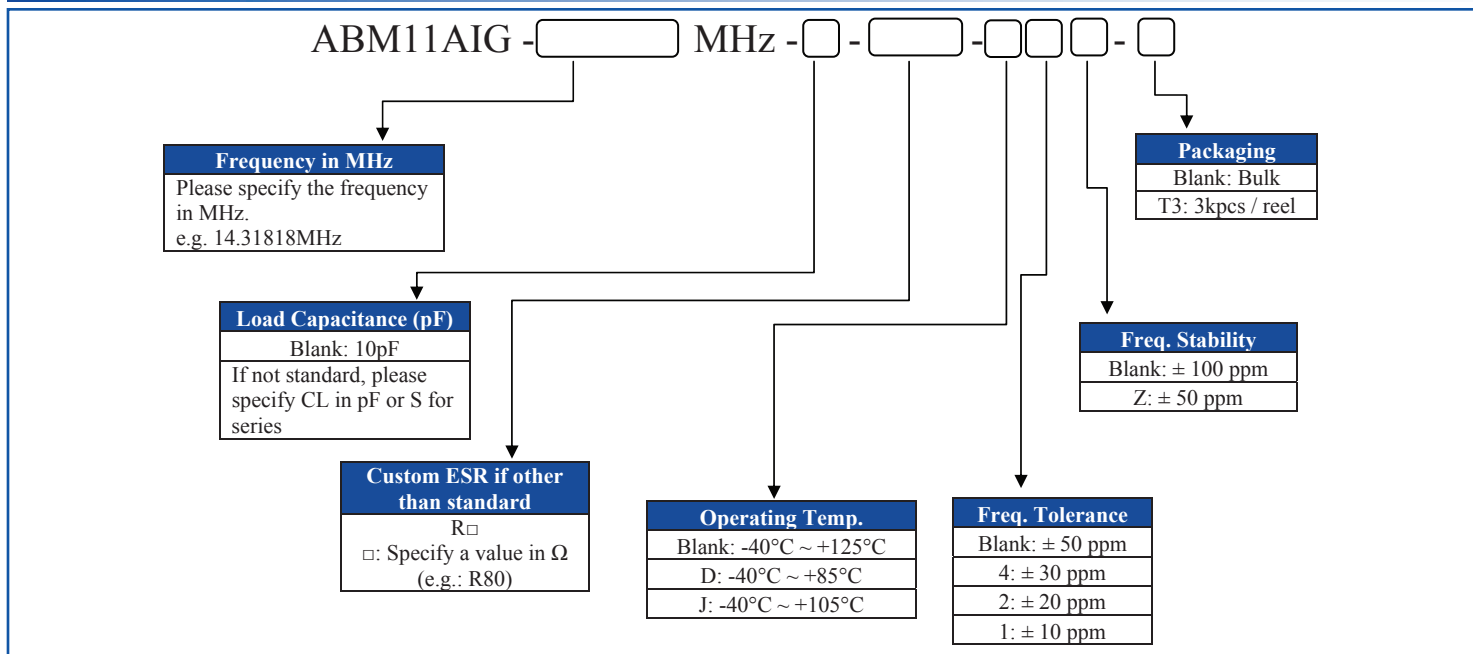 ABM11AIG - MHz - - - -
Frequency in MHz
Please specify the frequency
in MHz.
e.g. 14.31818MHz
Packaging
Blank: Bulk
T3: 3kpcs / reel
Load Capacitance (pF)
Blank: 10pF
If not standard, please
specify CL in pF or S for
series
Freq. Stability
Blank: ± 100 ppm
Z: ± 50 ppm
Custom ESR if other
than standard
R□
□: Specify a value in Ω
(e.g.: R80)
Operating Temp.
Blank: -40°C ~ +125°C
D: -40°C ~ +85°C
J: -40°C ~ +105°C
Freq. Tolerance
Blank: ± 50 ppm
4: ± 30 ppm
2: ± 20 ppm
1: ± 10 ppm